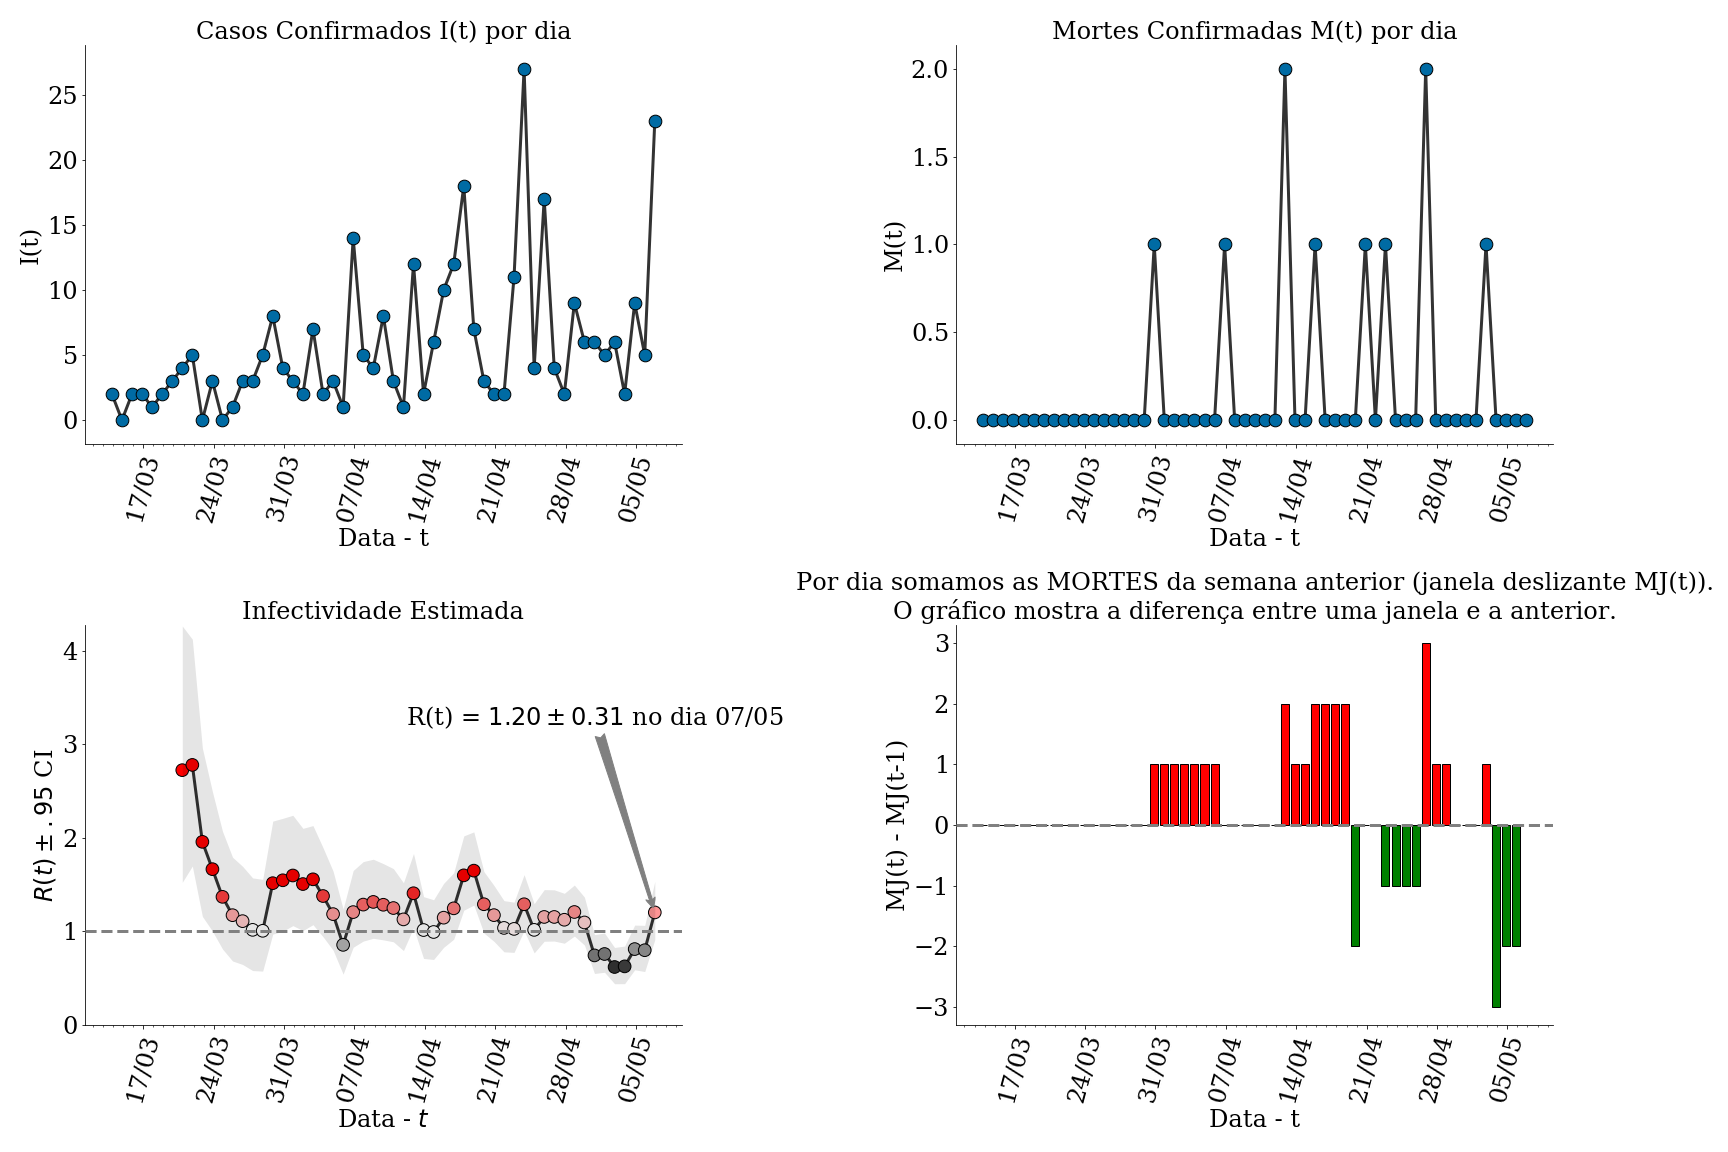 Casos Confirmados I(t) por dia
I(t)
25
20
15
10
5
0
17/03 24/03 31/03 07/04 14/04 21/04 28/04 05/05
Data - t
Mortes Confirmadas M(t) por dia
M(t)
2.0
1.5
1.0
0.5
0.0
17/03 24/03 31/03 07/04 14/04 21/04 28/04 05/05
Data - t
Infectividade Estimada
R(t) ± .95 CI
4
3
2
1
0
R(t) = 1.20 ± 0.31 no dia 07/05
17/03 24/03 31/03 07/04 14/04 21/04 28/04 05/05
Data - t
Por dia somamos as MORTES da semana anterior (janela deslizante MJ(t)).
O gráfico mostra a diferença entre uma janela e a anterior.
MJ(t) - MJ(t-1)
3
2
1
0
−1
−2
−3
17/03 24/03 31/03 07/04 14/04 21/04 28/04 05/05
Data - t